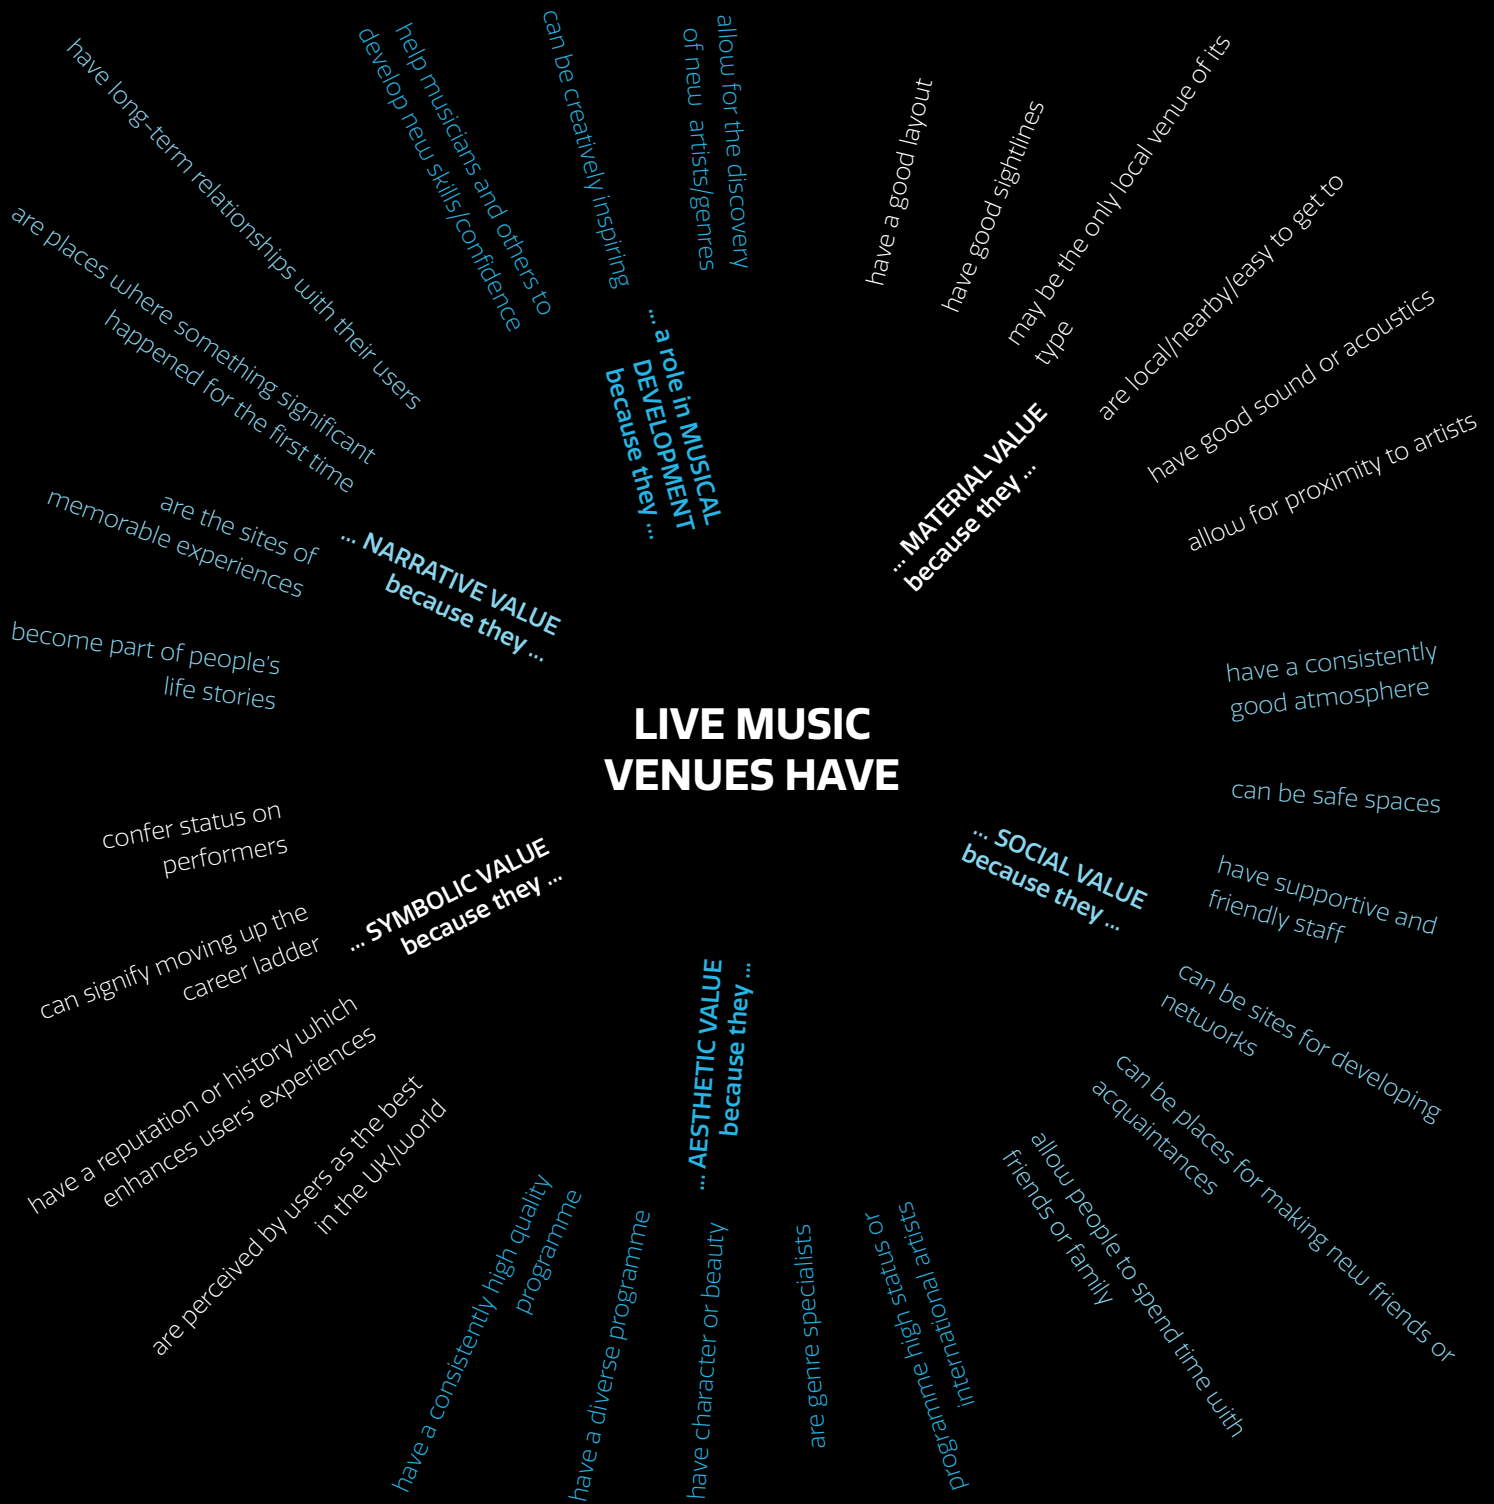 LIVE MUSIC
VENUES HAVE
... a role in MUSICAL
DEVELOPMENT
because they ...
help musicians and others to
develop new skills/confidence
can be creatively inspiring
allow for the discovery
of new artists/genres
... MATERIAL VALUE
because they ...
have a good layout
have good sightlines
may be the only local venue of its
type
are local/nearby/easy to get to
have good sound or acoustics
allow for proximity to artists
... SOCIAL VALUE
because they ...
have a consistently
good atmosphere
can be safe spaces
have supportive and
friendly staff
can be sites for developing
networks
can be places for making new friends or
acquaintances
allow people to spend time with
friends or family
... AESTHETIC VALUE
because they ...
programme high status or
international artists
are genre specialists
have character or beauty
have a diverse programme
have a consistently high quality
programme
... SYMBOLIC VALUE
because they ...
are perceived by users as the best
in the UK/world
have a reputation or history which
enhances users' experiences
can signify moving up the
career ladder
confer status on
performers
... NARRATIVE VALUE
because they ...
become part of people's
life stories
are the sites of
memorable experiences
are places where something significant
happened for the first time
have long-term relationships with their users